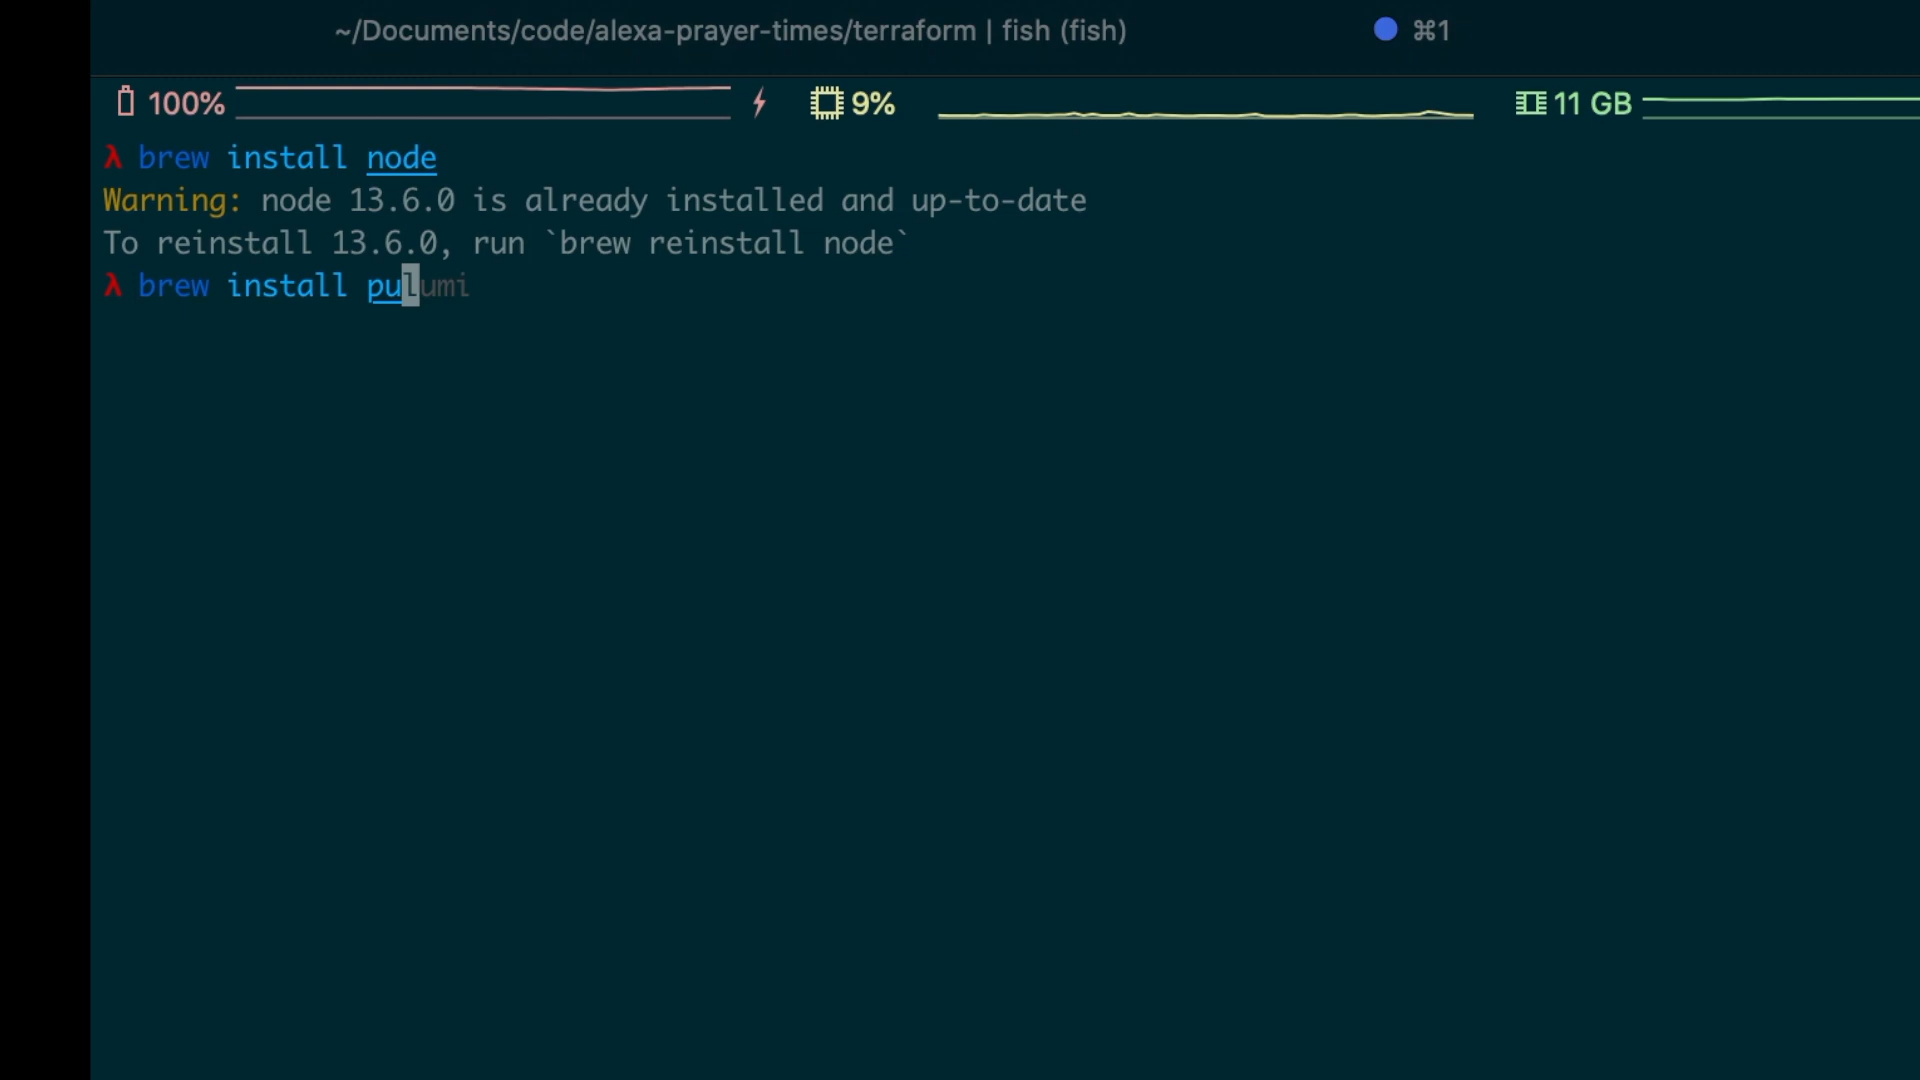 ~/Documents/code/alexa-prayer-times/terraform | fish (fish) ⌘1
100% 9% 11 GB
λ brew install node
Warning: node 13.6.0 is already installed and up-to-date
To reinstall 13.6.0, run `brew reinstall node`
λ brew install pulumi